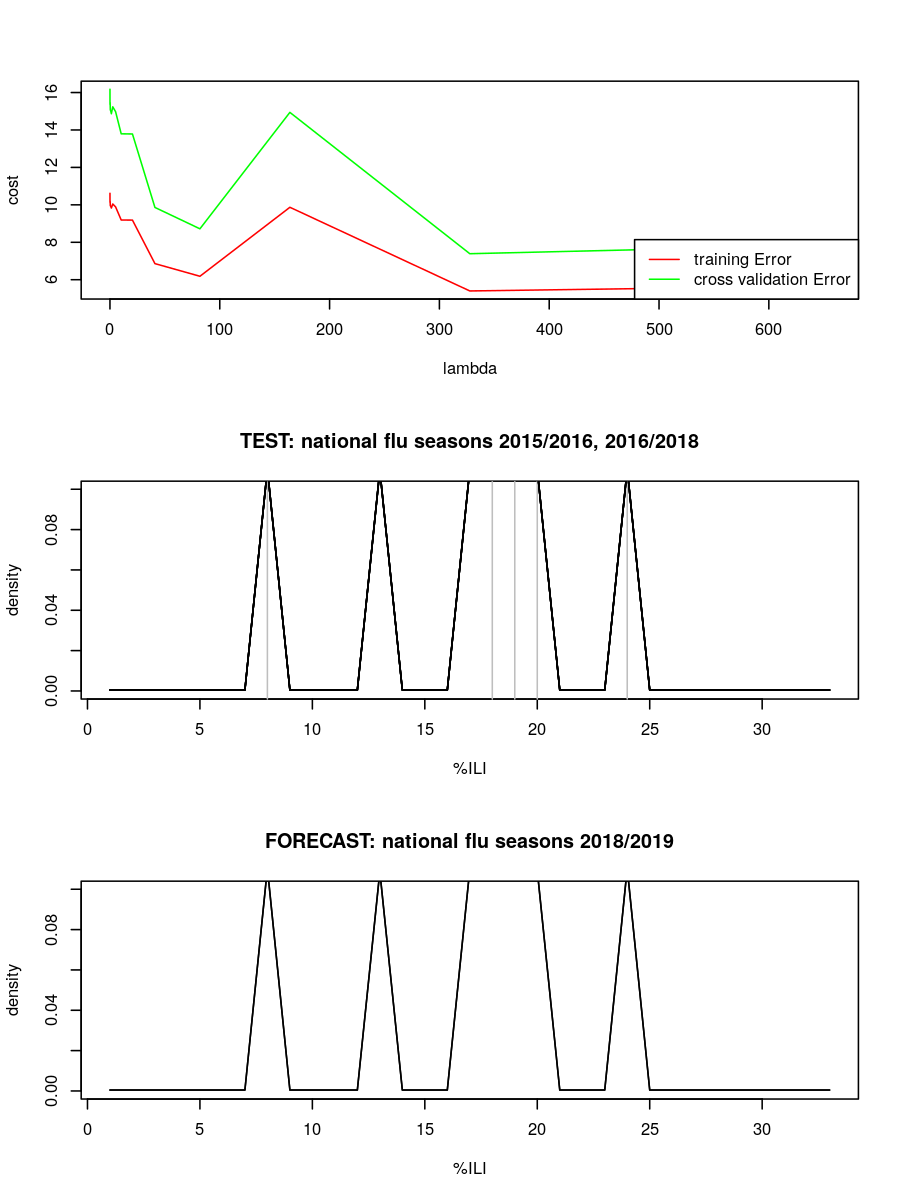 16
14
12
10
8
6
cost
training Error
cross validation Error
0 100 200 300 400 500 600
lambda
TEST: national flu seasons 2015/2016, 2016/2018
0.08
0.04
0.00
density
0 5 10 15 20 25 30
%ILI
FORECAST: national flu seasons 2018/2019
0.08
0.04
0.00
density
0 5 10 15 20 25 30
%ILI